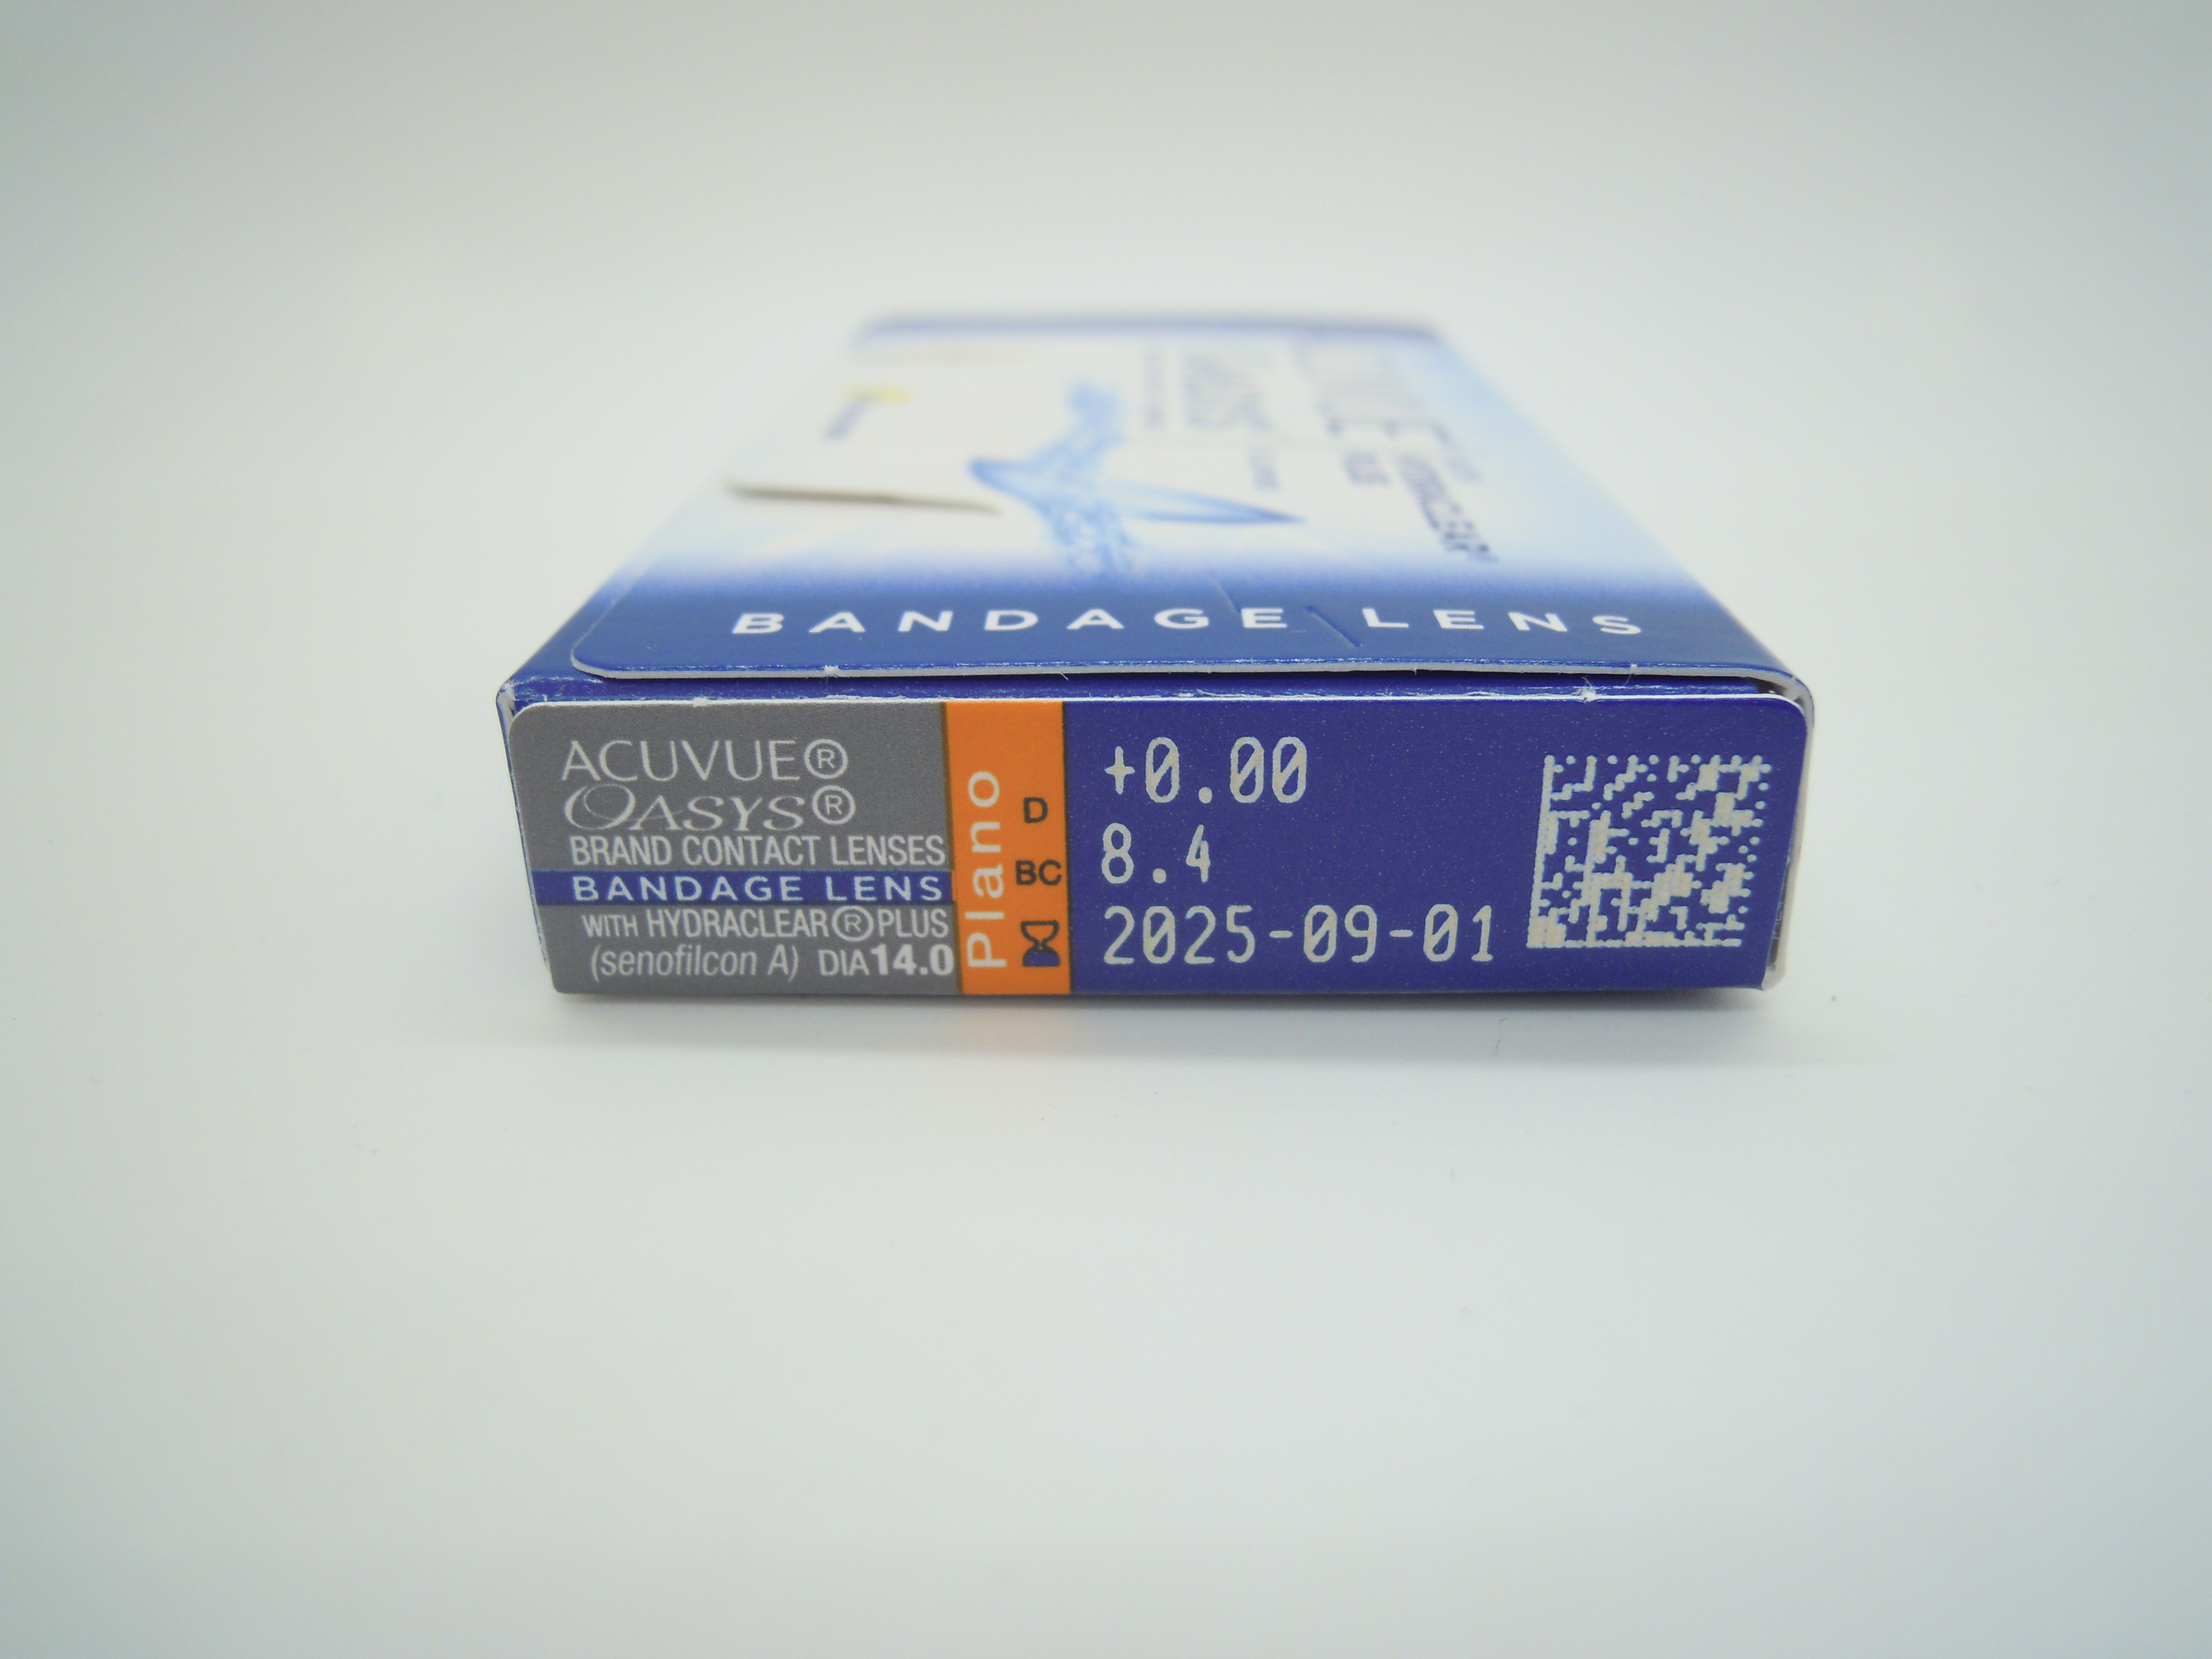 BANDAGE LENS
ACUVUE®
OASYS®
BRAND CONTACT LENSES
BANDAGE LENS
WITH HYDRACLEAR® PLUS
(senofilcon A) DIA 14.0
Plano
D +0.00
BC 8.4
2025-09-01